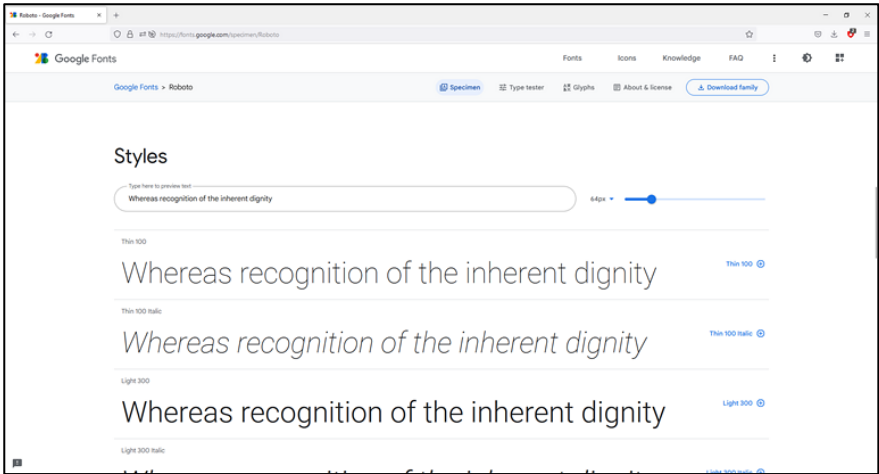 Roboto - Google Fonts
https://fonts.google.com/specimen/Roboto
Google Fonts
Fonts Icons Knowledge FAQ
Google Fonts > Roboto
Specimen Type tester Glyphs About & license Download family
Styles
Type here to preview text
Whereas recognition of the inherent dignity
64px
Thin 100
Whereas recognition of the inherent dignity
Thin 100
Thin 100 Italic
Whereas recognition of the inherent dignity
Thin 100 Italic
Light 300
Whereas recognition of the inherent dignity
Light 300
Light 300 Italic
Light 300 Italic